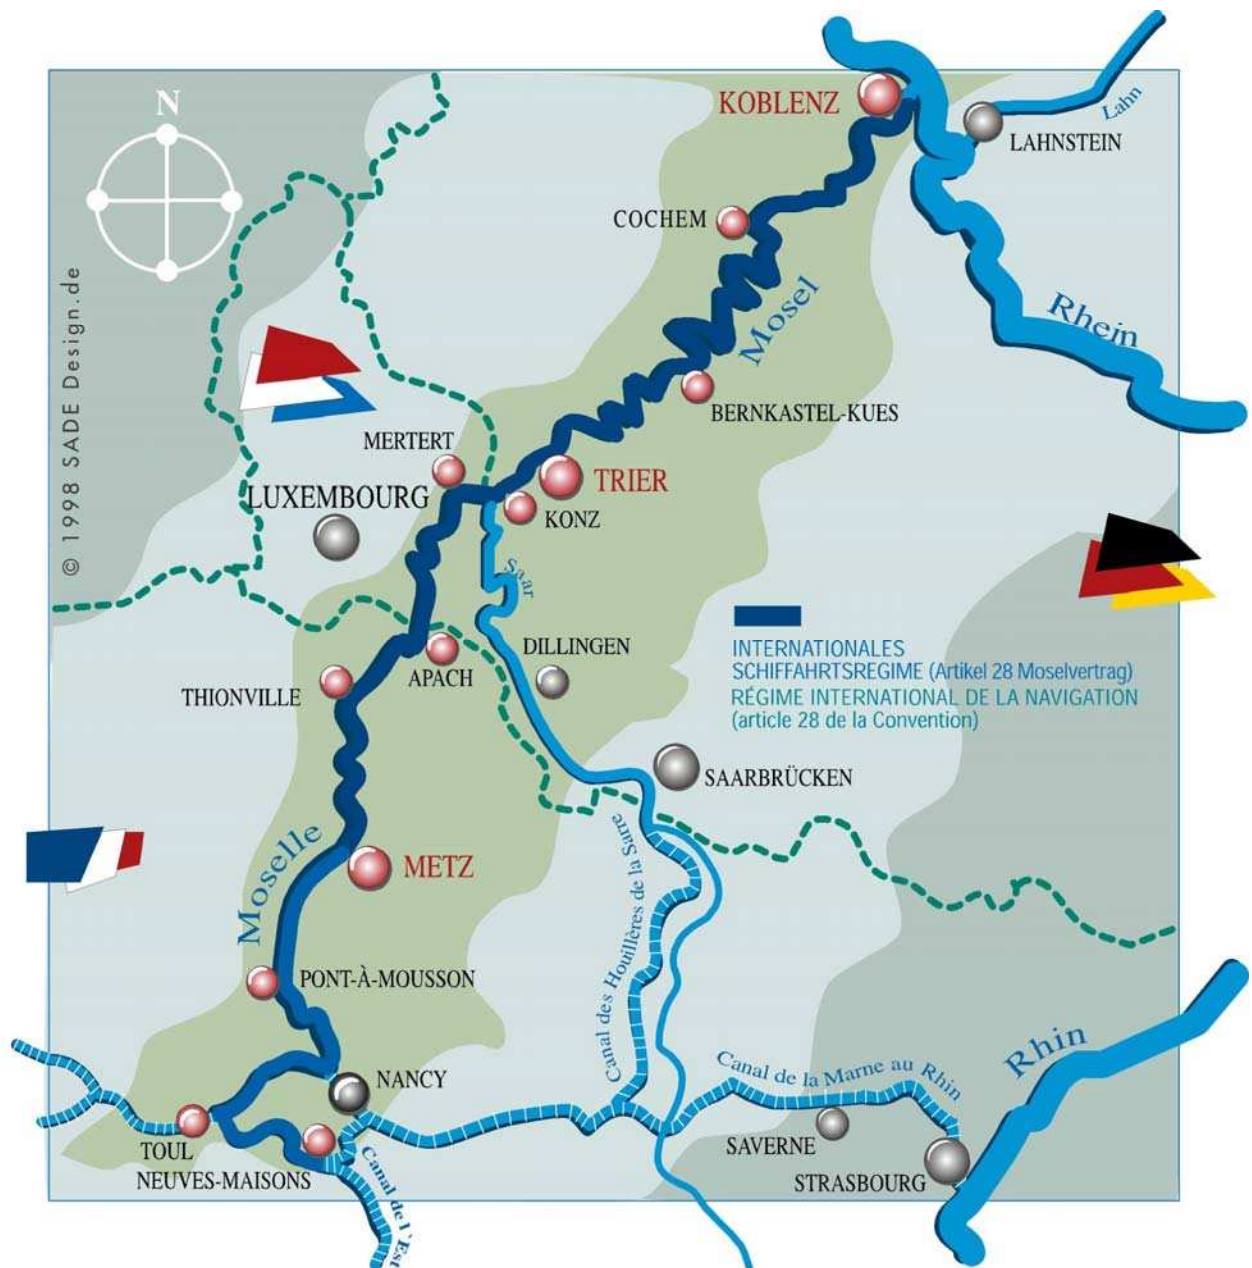 N
KOBLENZ
Lahn
LAHNSTEIN
COCHEM
© 1998 SADE Design.de
Mosel
Rhein
BERNKASTEL-KUES
MERTERT
TRIER
LUXEMBOURG
KONZ
Saar
DILLINGEN
INTERNATIONALES
SCHIFFAHRTSREGIME (Artikel 28 Moselvertrag)
RÉGIME INTERNATIONAL DE LA NAVIGATION
(article 28 de la Convention)
APACH
THIONVILLE
SAARBRÜCKEN
Moselle
METZ
Canal des Houillères de la Sarre
PONT-À-MOUSSON
Rhin
NANCY
Canal de la Marne au Rhin
TOUL
SAVERNE
NEUVES-MAISONS
STRASBOURG
Canal de l'Est